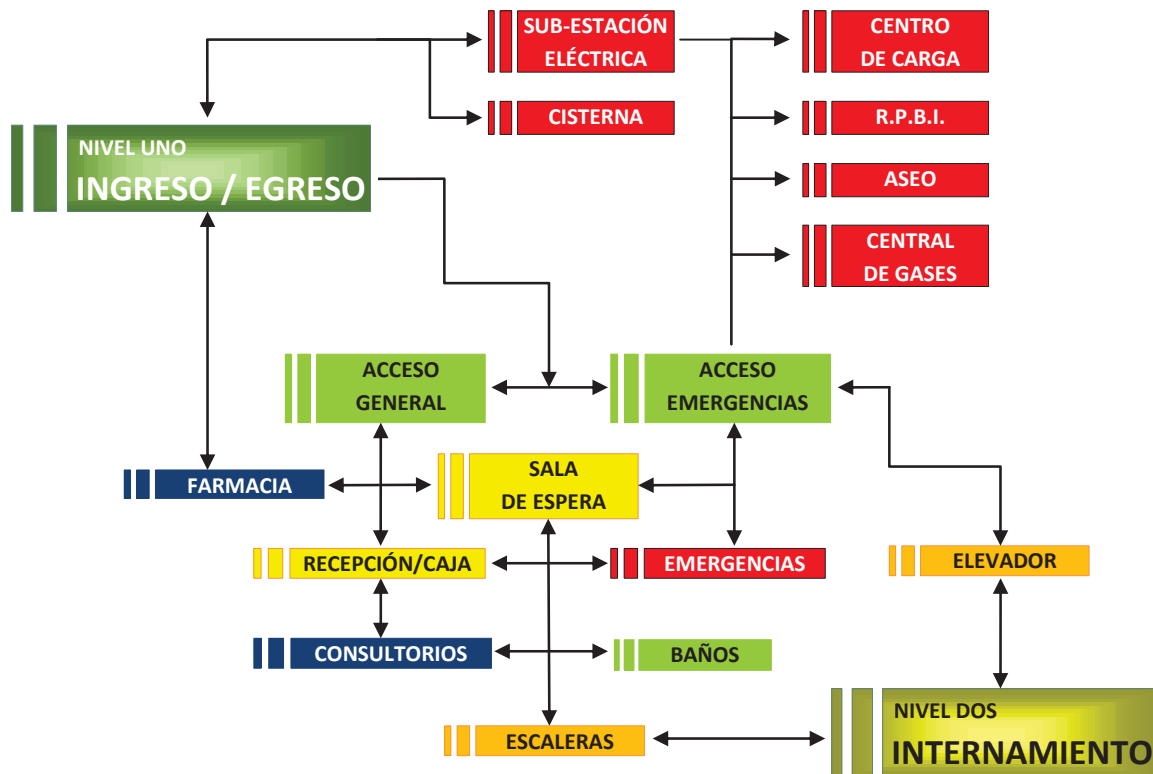 SUB-ESTACIÓN
ELÉCTRICA
CENTRO
DE CARGA
CISTERNA
R.P.B.I.
NIVEL UNO
INGRESO / EGRESO
ASEO
CENTRAL
DE GASES
ACCESO
GENERAL
ACCESO
EMERGENCIAS
FARMACIA
SALA
DE ESPERA
RECEPCIÓN/CAJA
EMERGENCIAS
ELEVADOR
CONSULTORIOS
BAÑOS
ESCALERAS
NIVEL DOS
INTERNAMIENTO